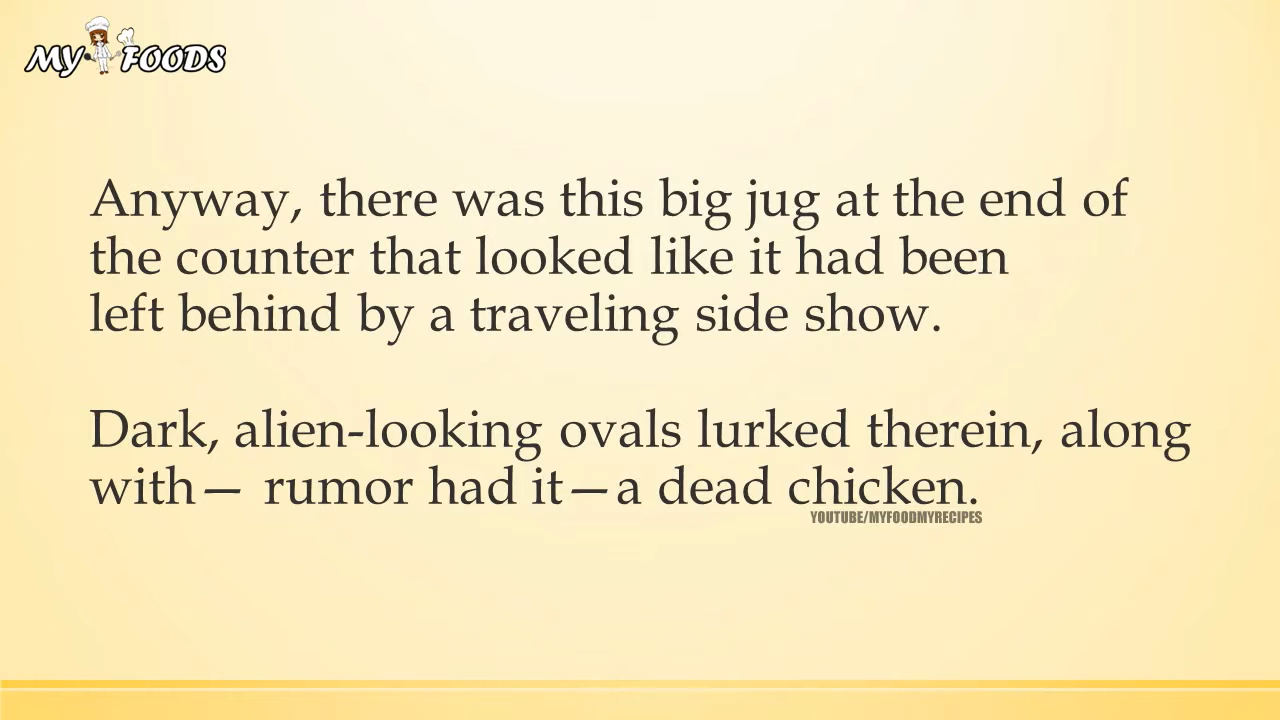 MY FOODS
Anyway, there was this big jug at the end of
the counter that looked like it had been
left behind by a traveling side show.
Dark, alien-looking ovals lurked therein, along
with— rumor had it—a dead chicken.
YOUTUBE/MYFOODMYRECIPES